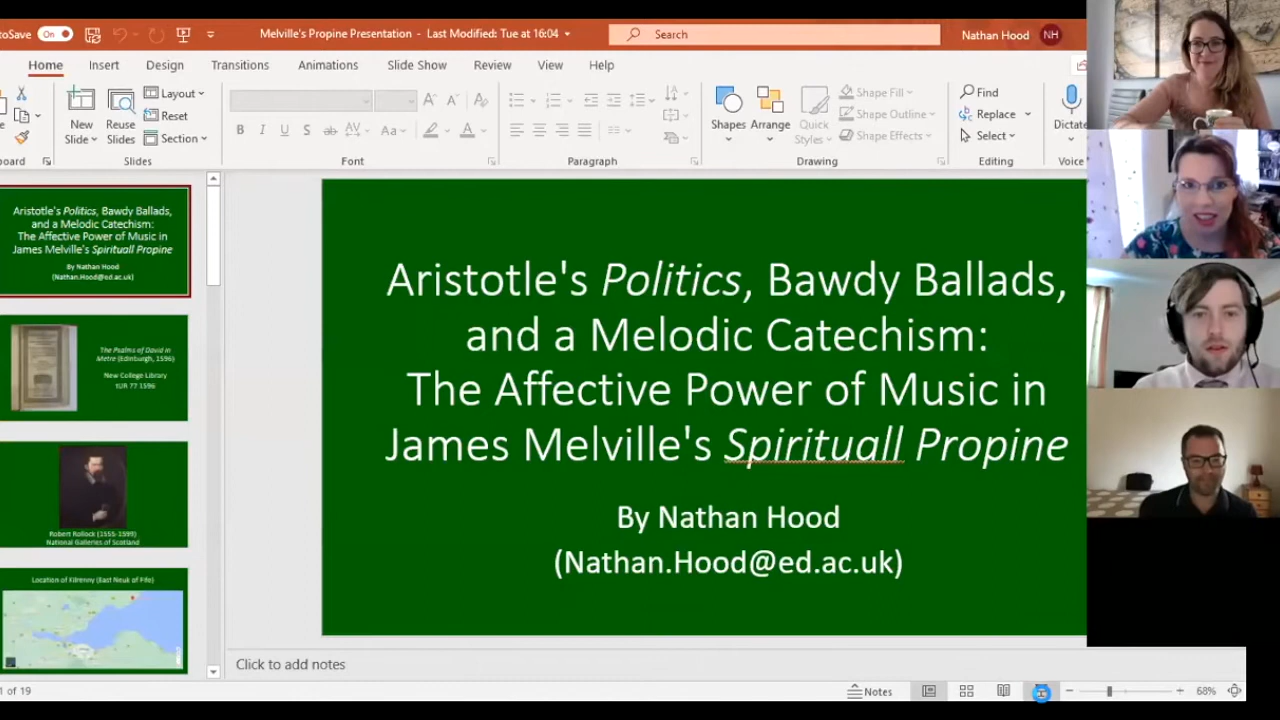 toSave On
Melville's Propine Presentation - Last Modified: Tue at 16:04
Search
Nathan Hood NH
Home Insert Design Transitions Animations Slide Show Review View Help
New Slide
Reuse Slides
Layout
Reset
Section
B I U S ab AV Aa A
Shapes
Arrange
Quick Styles
Shape Fill
Shape Outline
Shape Effects
Find
Replace
Select
Dictate
board Slides Font Paragraph Drawing Editing Voice
Aristotle's Politics, Bawdy Ballads,
and a Melodic Catechism:
The Affective Power of Music in
James Melville's Spirituall Propine
By Nathan Hood
(Nathan.Hood@ed.ac.uk)
The Psalms of David in
Metre (Edinburgh, 1596)
New College Library
tUR 77 1596
Robert Rollock (1555-1599)
National Galleries of Scotland
Location of Kilrenny (East Neuk of Fife)
Aristotle's Politics, Bawdy Ballads,
and a Melodic Catechism:
The Affective Power of Music in
James Melville's Spirituall Propine
By Nathan Hood
(Nathan.Hood@ed.ac.uk)
Click to add notes
1 of 19
Notes
68%